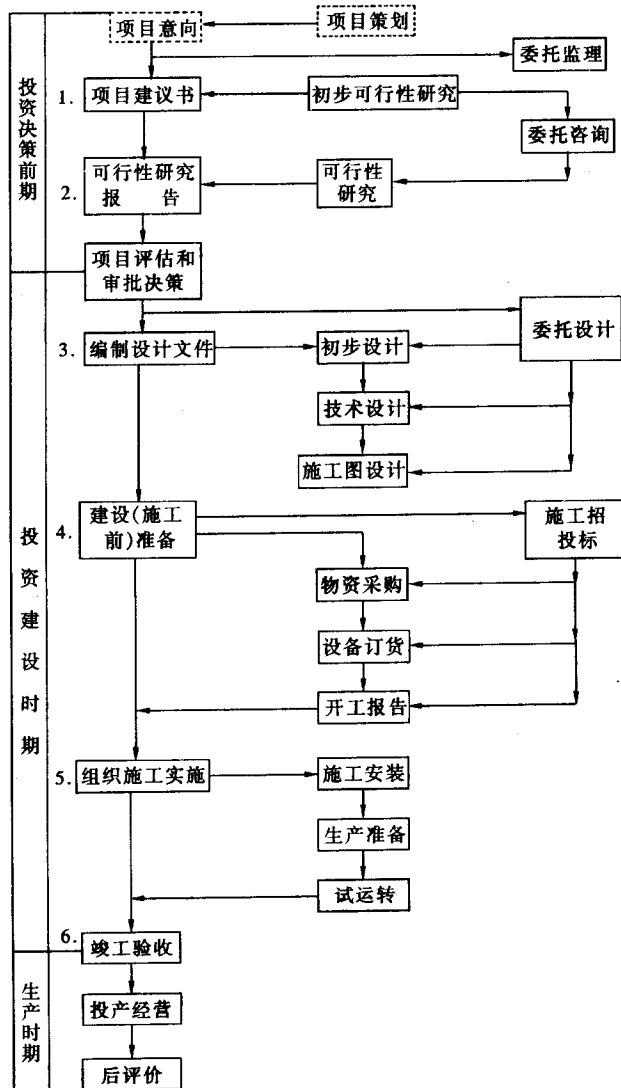 项目意向
项目策划
委托监理
1.
项目建议书
初步可行性研究
委托咨询
2.
可行性研究
报 告
可行性
研究
项目评估和
审批决策
3.
编制设计文件
初步设计
委托设计
技术设计
施工图设计
4.
建设(施工
前)准备
施工招
投标
物资采购
设备订货
开工报告
5.
组织施工实施
施工安装
生产准备
试运转
6.
竣工验收
投产经营
后评价
投资决策前期
投资建设时期
生产时期